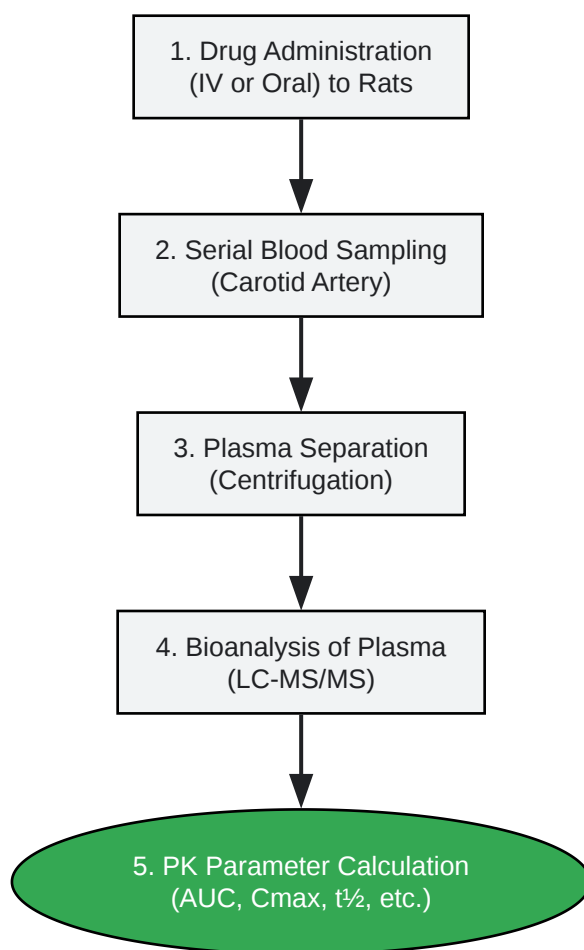 1. Drug Administration
(IV or Oral) to Rats
2. Serial Blood Sampling
(Carotid Artery)
3. Plasma Separation
(Centrifugation)
4. Bioanalysis of Plasma
(LC-MS/MS)
5. PK Parameter Calculation
(AUC, Cmax, t½, etc.)